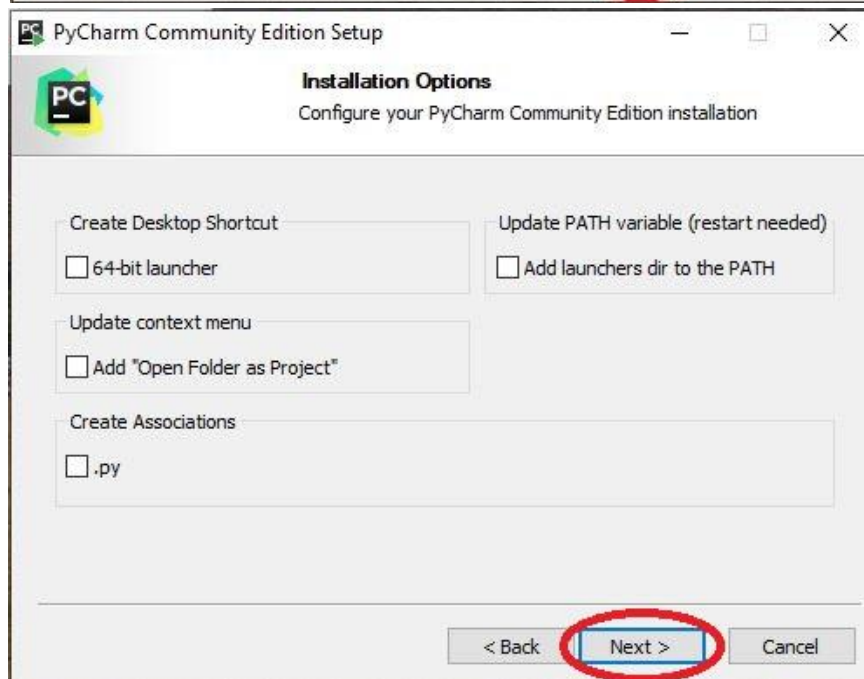 PyCharm Community Edition Setup
PC
Installation Options
Configure your PyCharm Community Edition installation
Create Desktop Shortcut
64-bit launcher
Update PATH variable (restart needed)
Add launchers dir to the PATH
Update context menu
Add "Open Folder as Project"
Create Associations
.py
< Back
Next >
Cancel